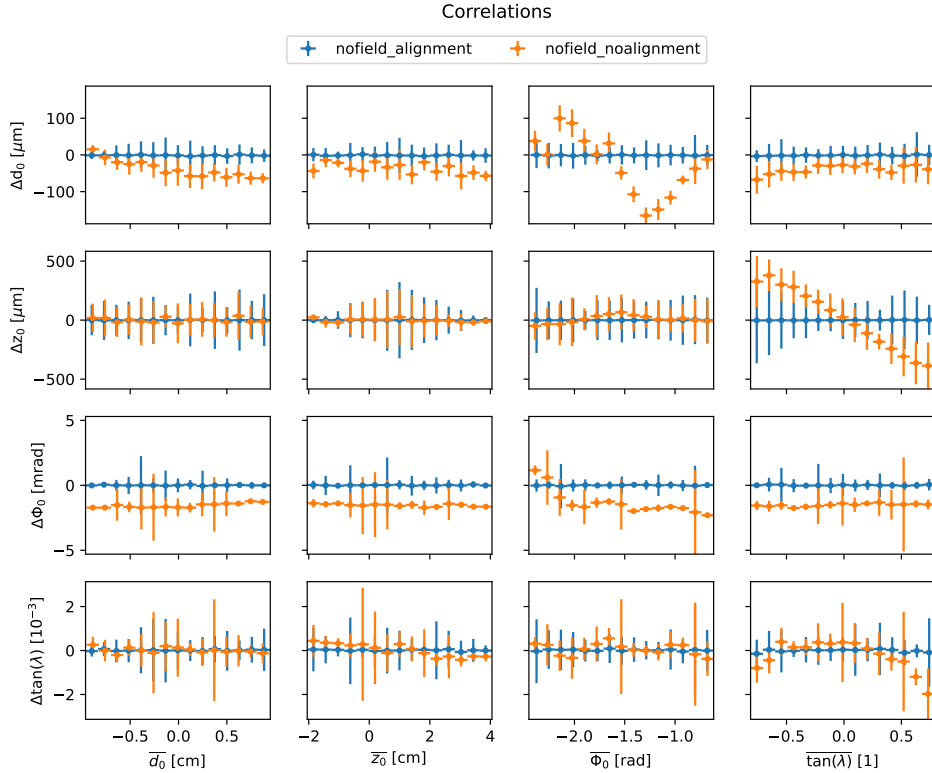 Correlations
nofield_alignment nofield_noalignment
Δd₀ [μm]
100
0
−100
Δz₀ [μm]
500
0
−500
ΔΦ₀ [mrad]
5
0
−5
Δtan(λ) [10⁻³]
2
0
−2
−0.5 0.0 0.5
−2 0 2 4
−2.0 −1.5 −1.0
−0.5 0.0 0.5
d₀ [cm] z₀ [cm] Φ₀ [rad] tan(λ) [1]